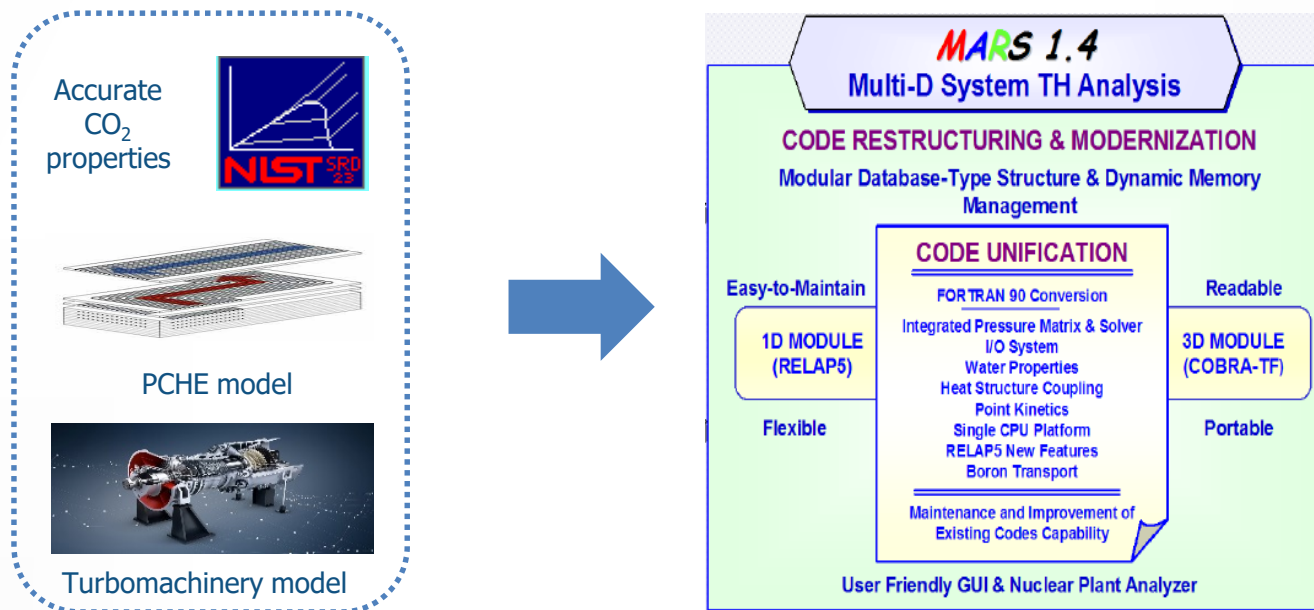 Accurate
CO₂
properties
NIST SRD
23
PCHE model
Turbomachinery model
MARS 1.4
Multi-D System TH Analysis
CODE RESTRUCTURING & MODERNIZATION
Modular Database-Type Structure & Dynamic Memory
Management
CODE UNIFICATION
FORTRAN 90 Conversion
Integrated Pressure Matrix & Solver
I/O System
Water Properties
Heat Structure Coupling
Point Kinetics
Single CPU Platform
RELAP5 New Features
Boron Transport
Maintenance and Improvement of
Existing Codes Capability
Easy-to-Maintain
1D MODULE
(RELAP5)
Flexible
Readable
3D MODULE
(COBRA-TF)
Portable
User Friendly GUI & Nuclear Plant Analyzer